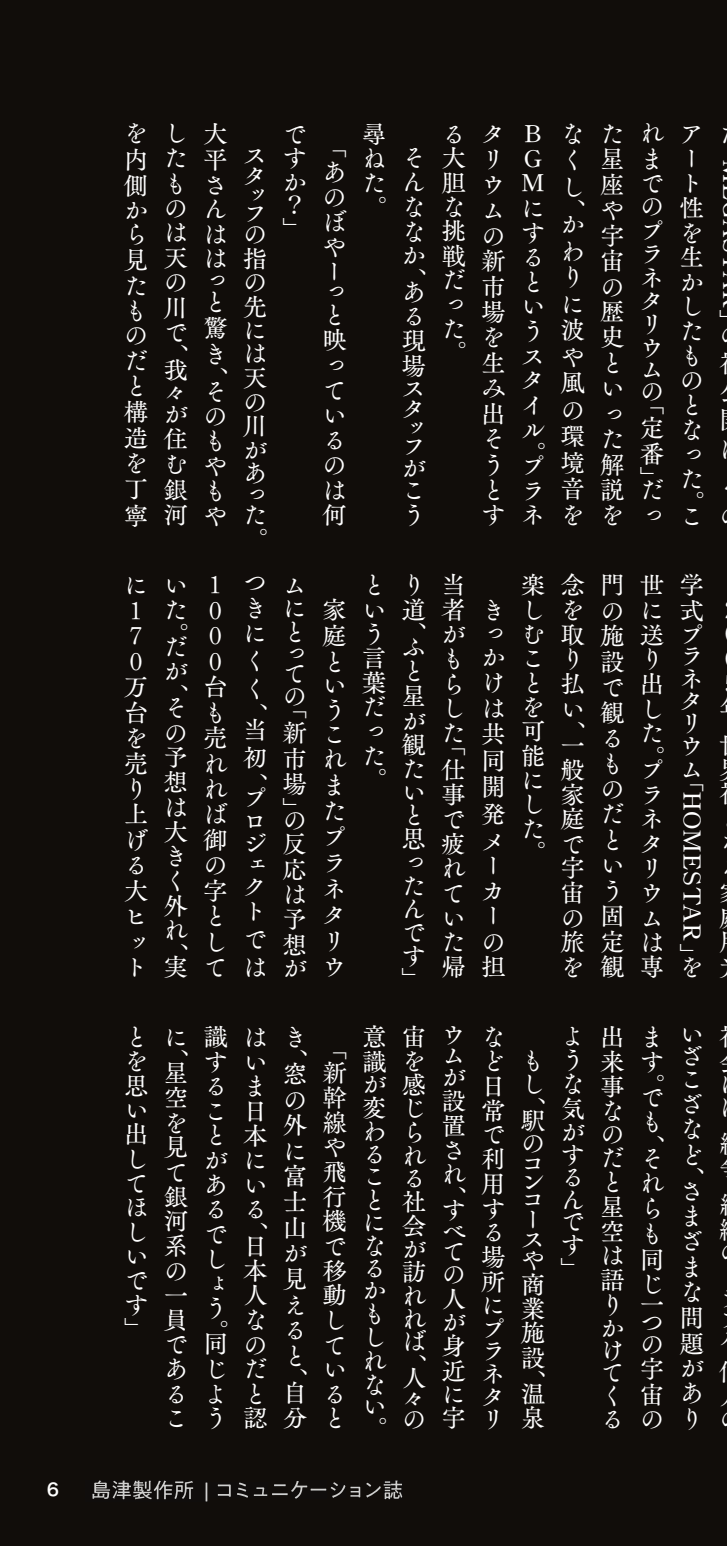 アート性を生かしたものとなった。こ
れまでのプラネタリウムの「定番」だっ
た星座や宇宙の歴史といった解説を
なくし、かわりに波や風の環境音を
BGMにするというスタイル。プラネ
タリウムの新市場を生み出そうとす
る大胆な挑戦だった。
そんななか、ある現場スタッフがこう
尋ねた。
「あのぼやーっと映っているのは何
ですか？」
スタッフの指の先には天の川があった。
大平さんははっと驚き、そのもやもや
したものは天の川で、我々が住む銀河
を内側から見たものだと構造を丁寧
学式プラネタリウム「HOMESTAR」を
世に送り出した。プラネタリウムは専
門の施設で観るものだという固定観
念を取り払い、一般家庭で宇宙の旅を
楽しむことを可能にした。
きっかけは共同開発メーカーの担
当者がもらした「仕事で疲れていた帰
り道、ふと星が観たいと思ったんです」
という言葉だった。
家庭というこれまたプラネタリウ
ムにとっての「新市場」の反応は予想が
つきにくく、当初、プロジェクトでは
1000台も売れれば御の字として
いた。だが、その予想は大きく外れ、実
に170万台を売り上げる大ヒット
いざこざなど、さまざまな問題があり
ます。でも、それらも同じ一つの宇宙の
出来事なのだと星空は語りかけてくる
ような気がするんです」
もし、駅のコンコースや商業施設、温泉
など日常で利用する場所にプラネタリ
ウムが設置され、すべての人が身近に宇
宙を感じられる社会が訪れれば、人々の
意識が変わることになるかもしれない。
「新幹線や飛行機で移動していると
き、窓の外に富士山が見えると、自分
はいま日本にいる、日本人なのだと認
識することがあるでしょう。同じよう
に、星空を見て銀河系の一員であるこ
とを思い出してほしいです」
6 島津製作所 | コミュニケーション誌